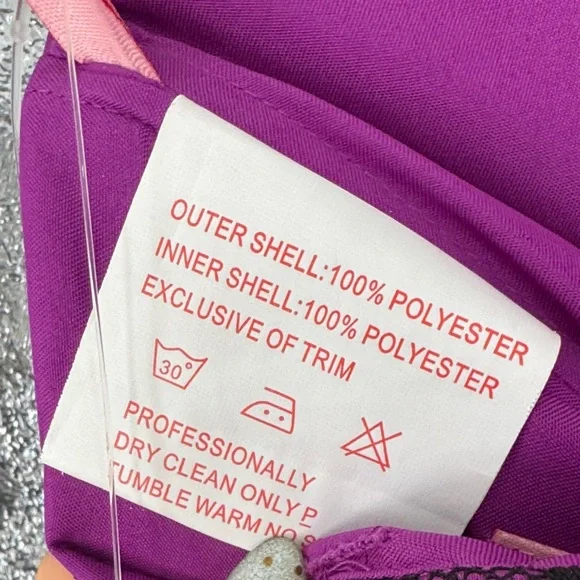 OUTER SHELL:100% POLYESTER
INNER SHELL:100% POLYESTER
EXCLUSIVE OF TRIM
30°
PROFESSIONALLY
DRY CLEAN ONLY P
TUMBLE WARM NO